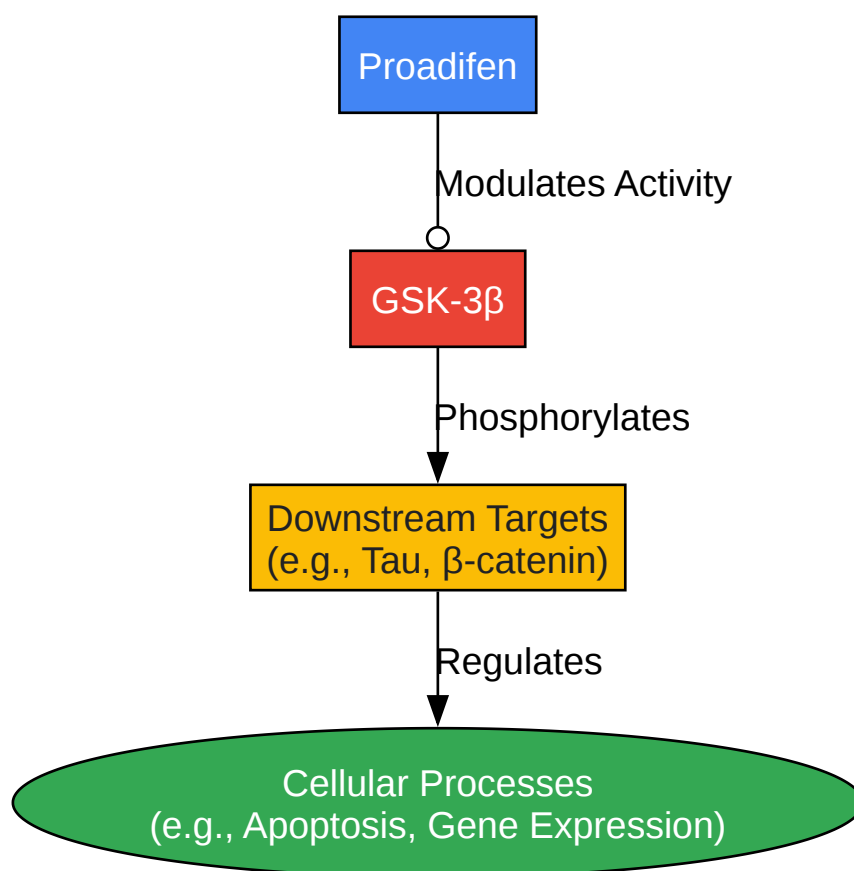 Proadifen
Modulates Activity
GSK-3β
Phosphorylates
Downstream Targets
(e.g., Tau, β-catenin)
Regulates
Cellular Processes
(e.g., Apoptosis, Gene Expression)